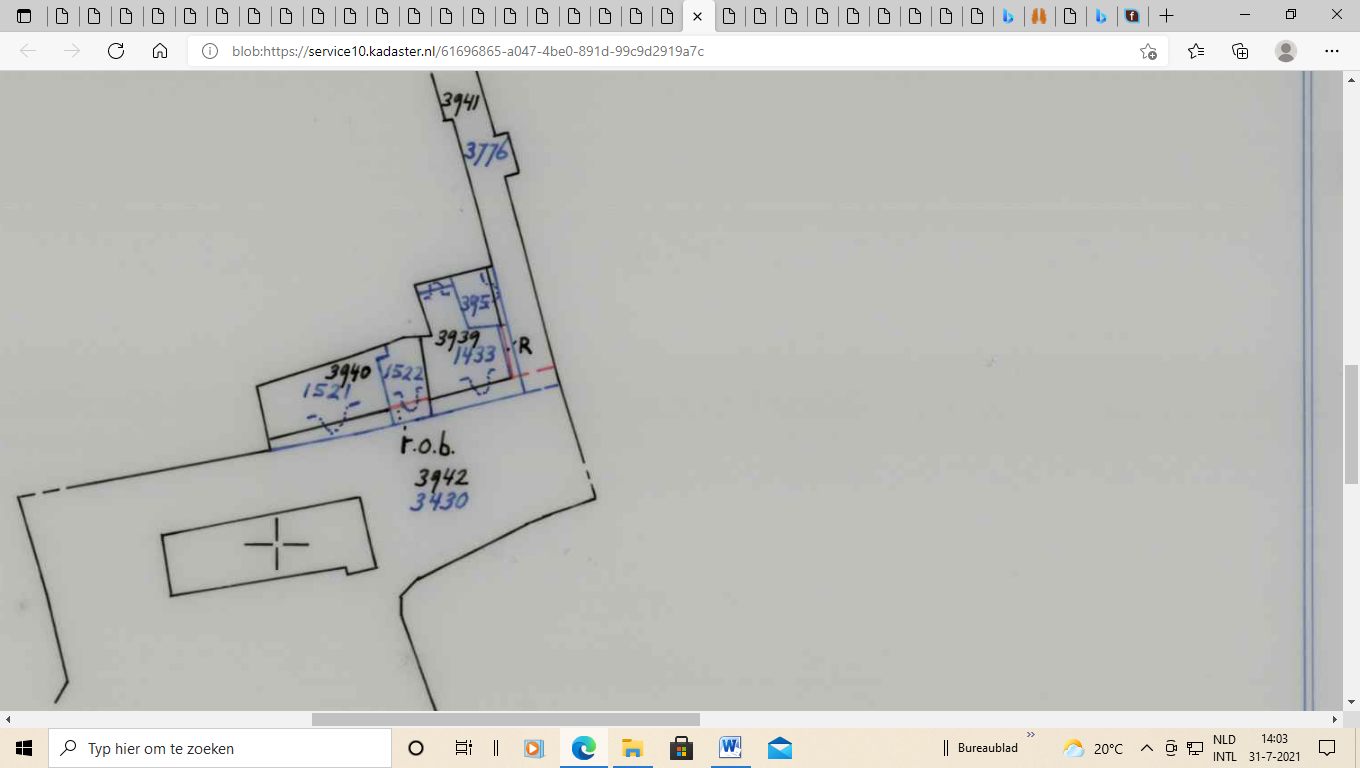 blob:https://service10.kadaster.nl/61696865-a047-4be0-891d-99c9d2919a7c
3941
3776
395
3939
R
1433
3940
1522
1521
r.o.b.
3942
3430
Typ hier om te zoeken
Bureaublad
20°C
NLD
INTL
14:03
31-7-2021